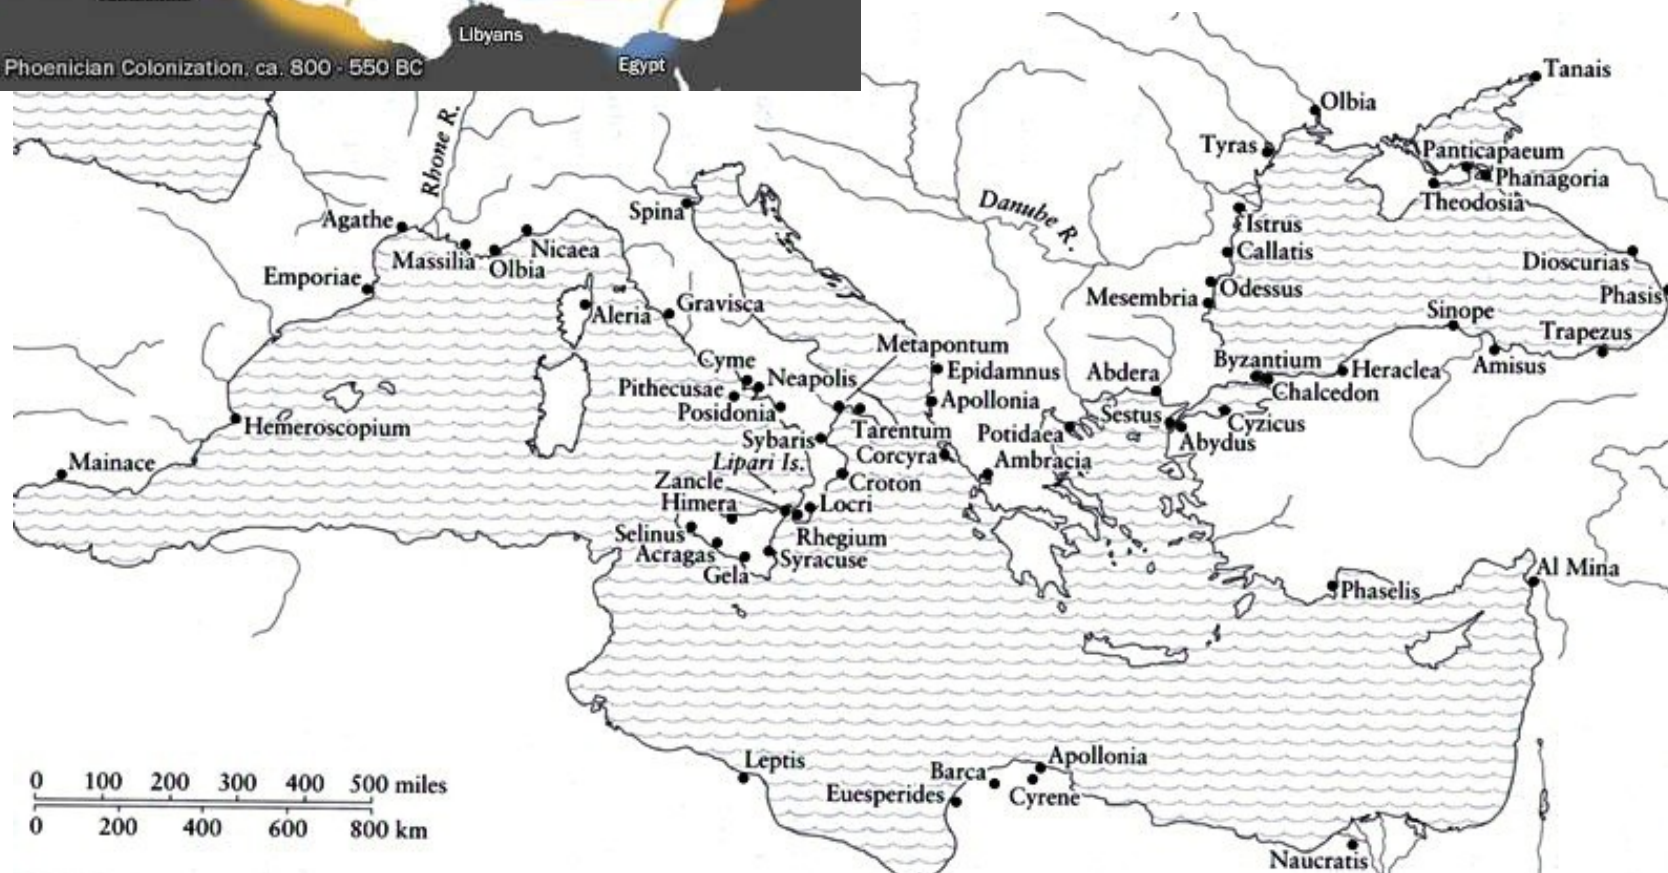 Libyans
Egypt
Phoenician Colonization, ca. 800 - 550 BC
Tanais
Olbia
Tyras
Panticapaeum
Phanagoria
Theodosia
Rhone R.
Danube R.
Spina
Agathe
Massilia
Olbia
Nicaea
Istrus
Callatis
Dioscurias
Emporiae
Odessus
Mesembria
Phasis
Aleria
Gravisca
Sinope
Trapezus
Metapontum
Cyme
Neapolis
Epidamnus
Abdera
Byzantium
Heraclea
Amisus
Pithecusae
Apollonia
Chalcedon
Posidonia
Sestus
Cyzicus
Hemeroscopium
Sybaris
Tarentum
Potidaea
Abydus
Mainace
Lipari Is.
Corcyra
Ambracia
Zancle
Croton
Himera
Locri
Selinus
Rhegium
Acragas
Syracuse
Gela
Al Mina
Phaselis
Leptis
Barca
Apollonia
Euesperides
Cyrene
Naucratis
0 100 200 300 400 500 miles
0 200 400 600 800 km